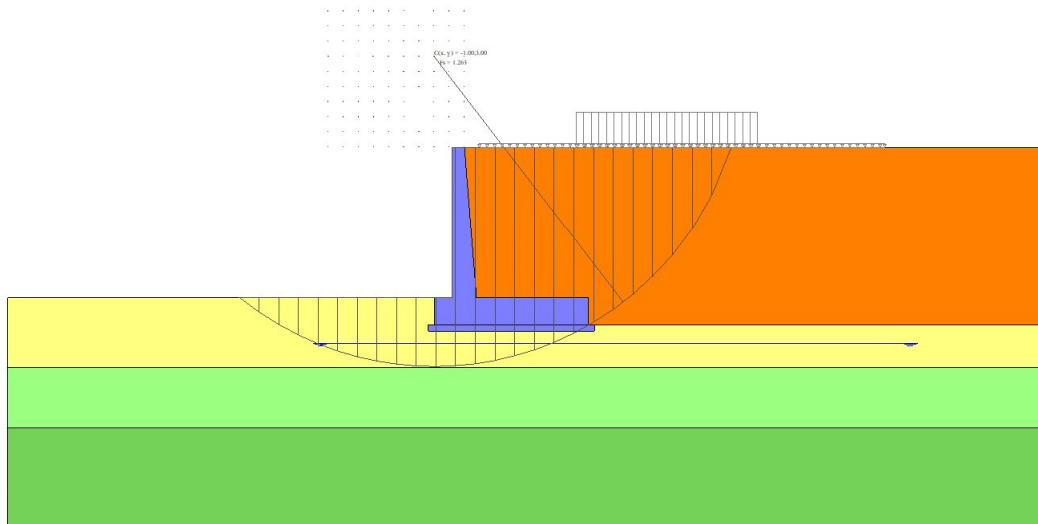 C(x, y) = -1.00;3.00
Fs = 1.263